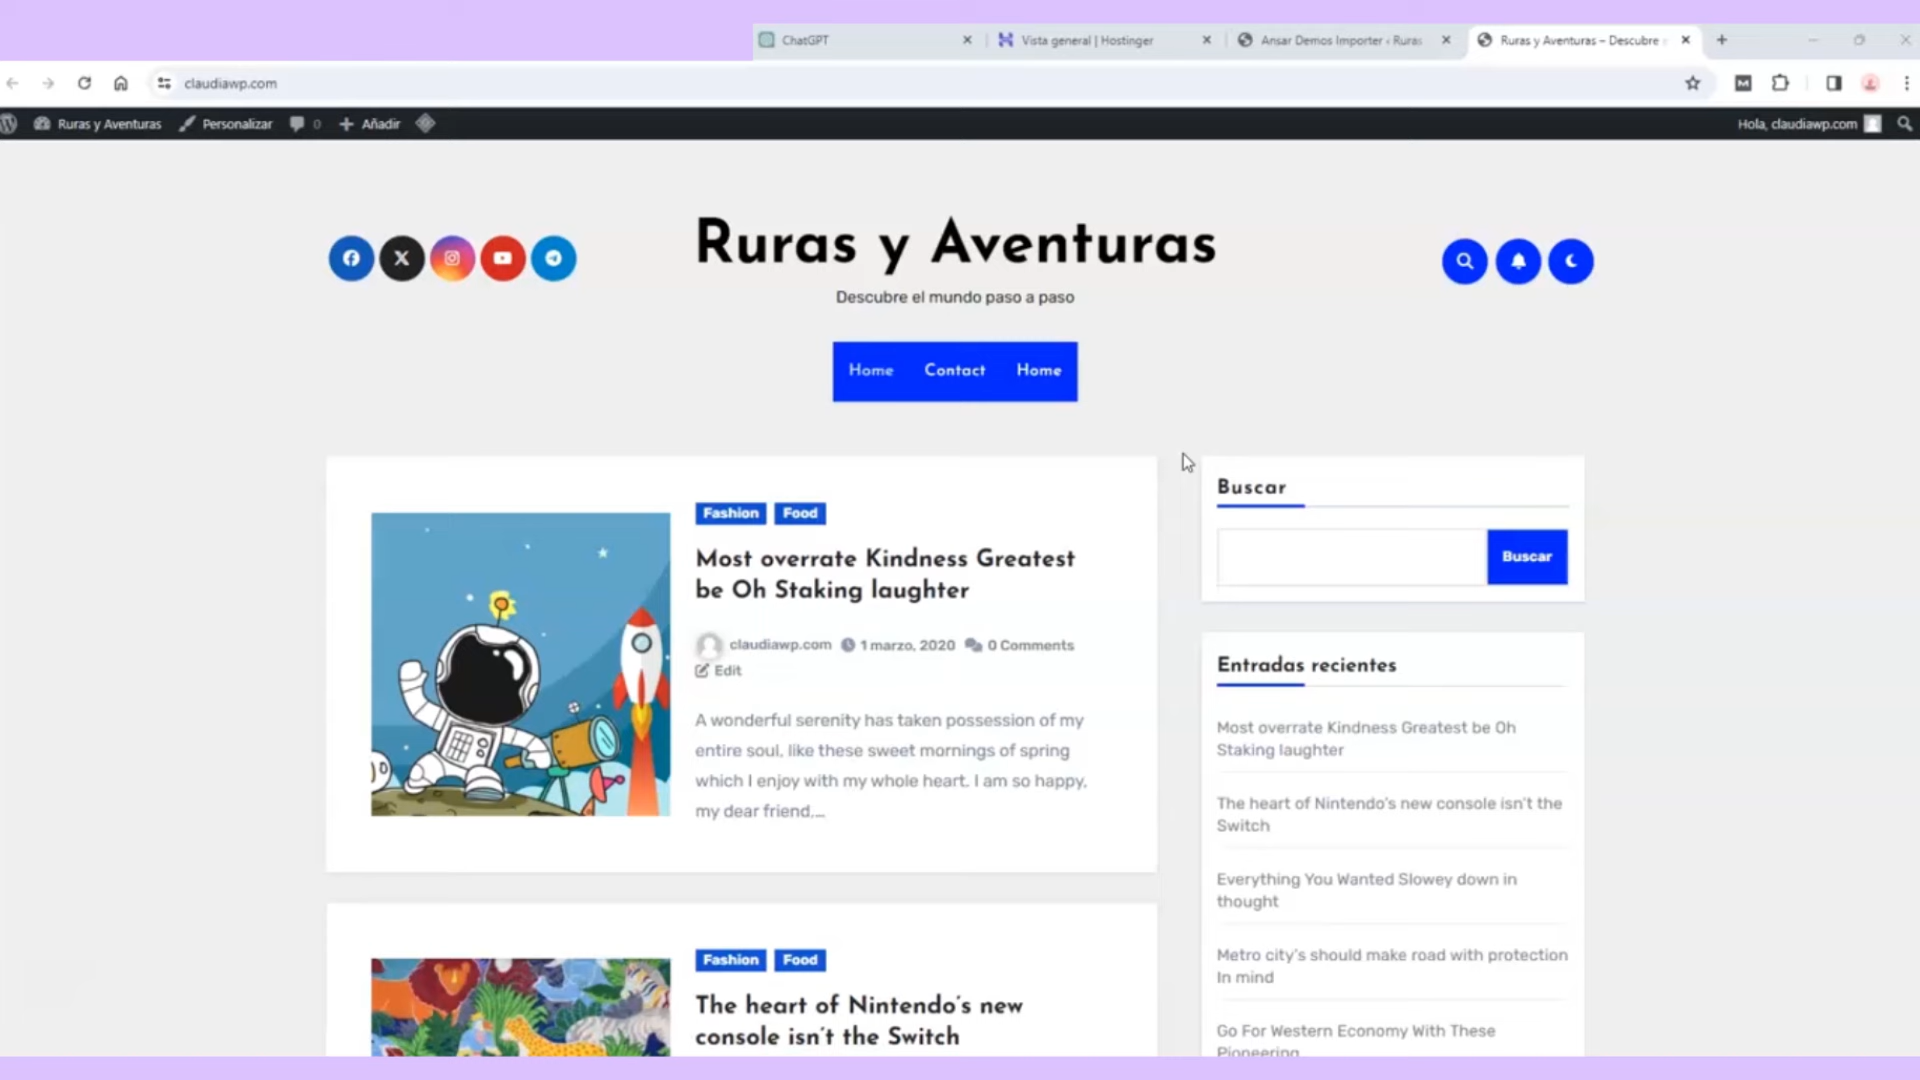 ChatGPT
Vista general | Hostinger
Ansar Demos Importer ‹ Ruras
Ruras y Aventuras – Descubre
claudiawp.com
Ruras y Aventuras
Personalizar
0
Añadir
Hola, claudiawp.com
Ruras y Aventuras
Descubre el mundo paso a paso
Home
Contact
Home
Fashion
Food
Most overrate Kindness Greatest
be Oh Staking laughter
claudiawp.com 1 marzo, 2020 0 Comments
Edit
A wonderful serenity has taken possession of my
entire soul, like these sweet mornings of spring
which I enjoy with my whole heart. I am so happy,
my dear friend,…
Fashion
Food
The heart of Nintendo’s new
console isn’t the Switch
Buscar
Buscar
Entradas recientes
Most overrate Kindness Greatest be Oh
Staking laughter
The heart of Nintendo’s new console isn’t the
Switch
Everything You Wanted Slowey down in
thought
Metro city’s should make road with protection
In mind
Go For Western Economy With These
Pioneering